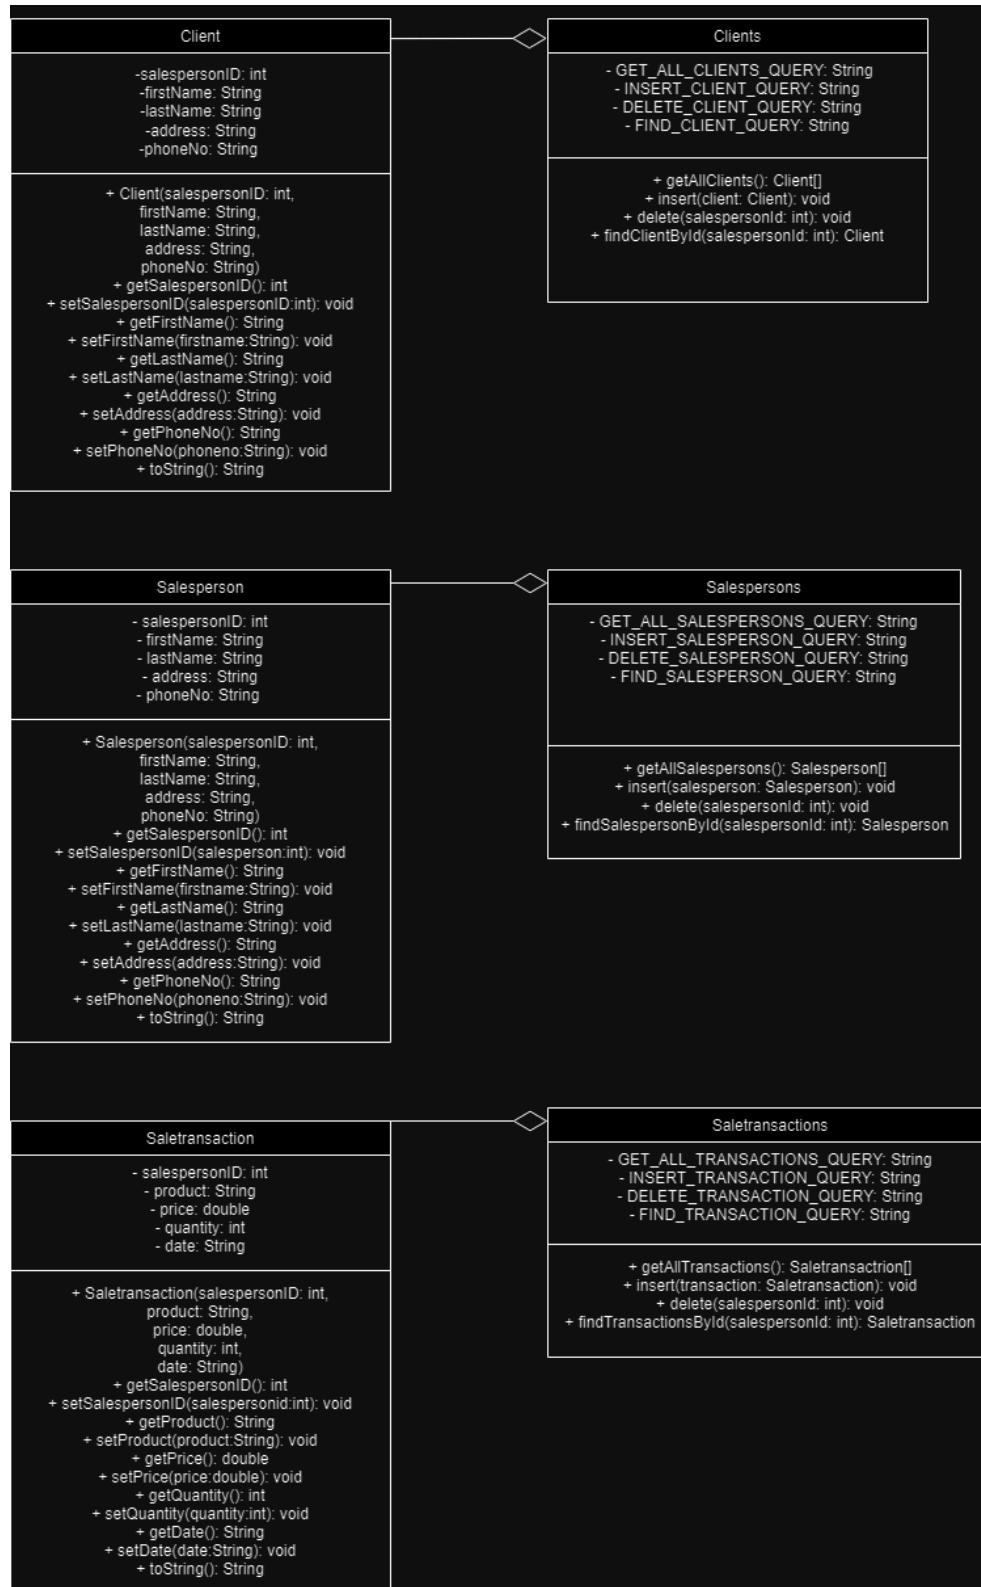 Client
-salespersonID: int
-firstName: String
-lastName: String
-address: String
-phoneNo: String
+ Client(salespersonID: int,
firstName: String,
lastName: String,
address: String,
phoneNo: String)
+ getSalespersonID(): int
+ setSalespersonID(salespersonID:int): void
+ getFirstName(): String
+ setFirstName(firstname:String): void
+ getLastName(): String
+ setLastName(lastname:String): void
+ getAddress(): String
+ setAddress(address:String): void
+ getPhoneNo(): String
+ setPhoneNo(phoneno:String): void
+ toString(): String
Clients
- GET_ALL_CLIENTS_QUERY: String
- INSERT_CLIENT_QUERY: String
- DELETE_CLIENT_QUERY: String
- FIND_CLIENT_QUERY: String
+ getAllClients(): Client[]
+ insert(client: Client): void
+ delete(salespersonId: int): void
+ findClientById(salespersonId: int): Client
Salesperson
- salespersonID: int
- firstName: String
- lastName: String
- address: String
- phoneNo: String
+ Salesperson(salespersonID: int,
firstName: String,
lastName: String,
address: String,
phoneNo: String)
+ getSalespersonID(): int
+ setSalespersonID(salesperson:int): void
+ getFirstName(): String
+ setFirstName(firstname:String): void
+ getLastName(): String
+ setLastName(lastname:String): void
+ getAddress(): String
+ setAddress(address:String): void
+ getPhoneNo(): String
+ setPhoneNo(phoneno:String): void
+ toString(): String
Salespersons
- GET_ALL_SALESPERSONS_QUERY: String
- INSERT_SALESPERSON_QUERY: String
- DELETE_SALESPERSON_QUERY: String
- FIND_SALESPERSON_QUERY: String
+ getAllSalespersons(): Salesperson[]
+ insert(salesperson: Salesperson): void
+ delete(salespersonId: int): void
+ findSalespersonById(salespersonId: int): Salesperson
Saletransaction
- salespersonID: int
- product: String
- price: double
- quantity: int
- date: String
+ Saletransaction(salespersonID: int,
product: String,
price: double,
quantity: int,
date: String)
+ getSalespersonID(): int
+ setSalespersonID(salespersonid:int): void
+ getProduct(): String
+ setProduct(product:String): void
+ getPrice(): double
+ setPrice(price:double): void
+ getQuantity(): int
+ setQuantity(quantity:int): void
+ getDate(): String
+ setDate(date:String): void
+ toString(): String
Saletransactions
- GET_ALL_TRANSACTIONS_QUERY: String
- INSERT_TRANSACTION_QUERY: String
- DELETE_TRANSACTION_QUERY: String
- FIND_TRANSACTION_QUERY: String
+ getAllTransactions(): Saletransactrion[]
+ insert(transaction: Saletransaction): void
+ delete(salespersonId: int): void
+ findTransactionsById(salespersonId: int): Saletransaction